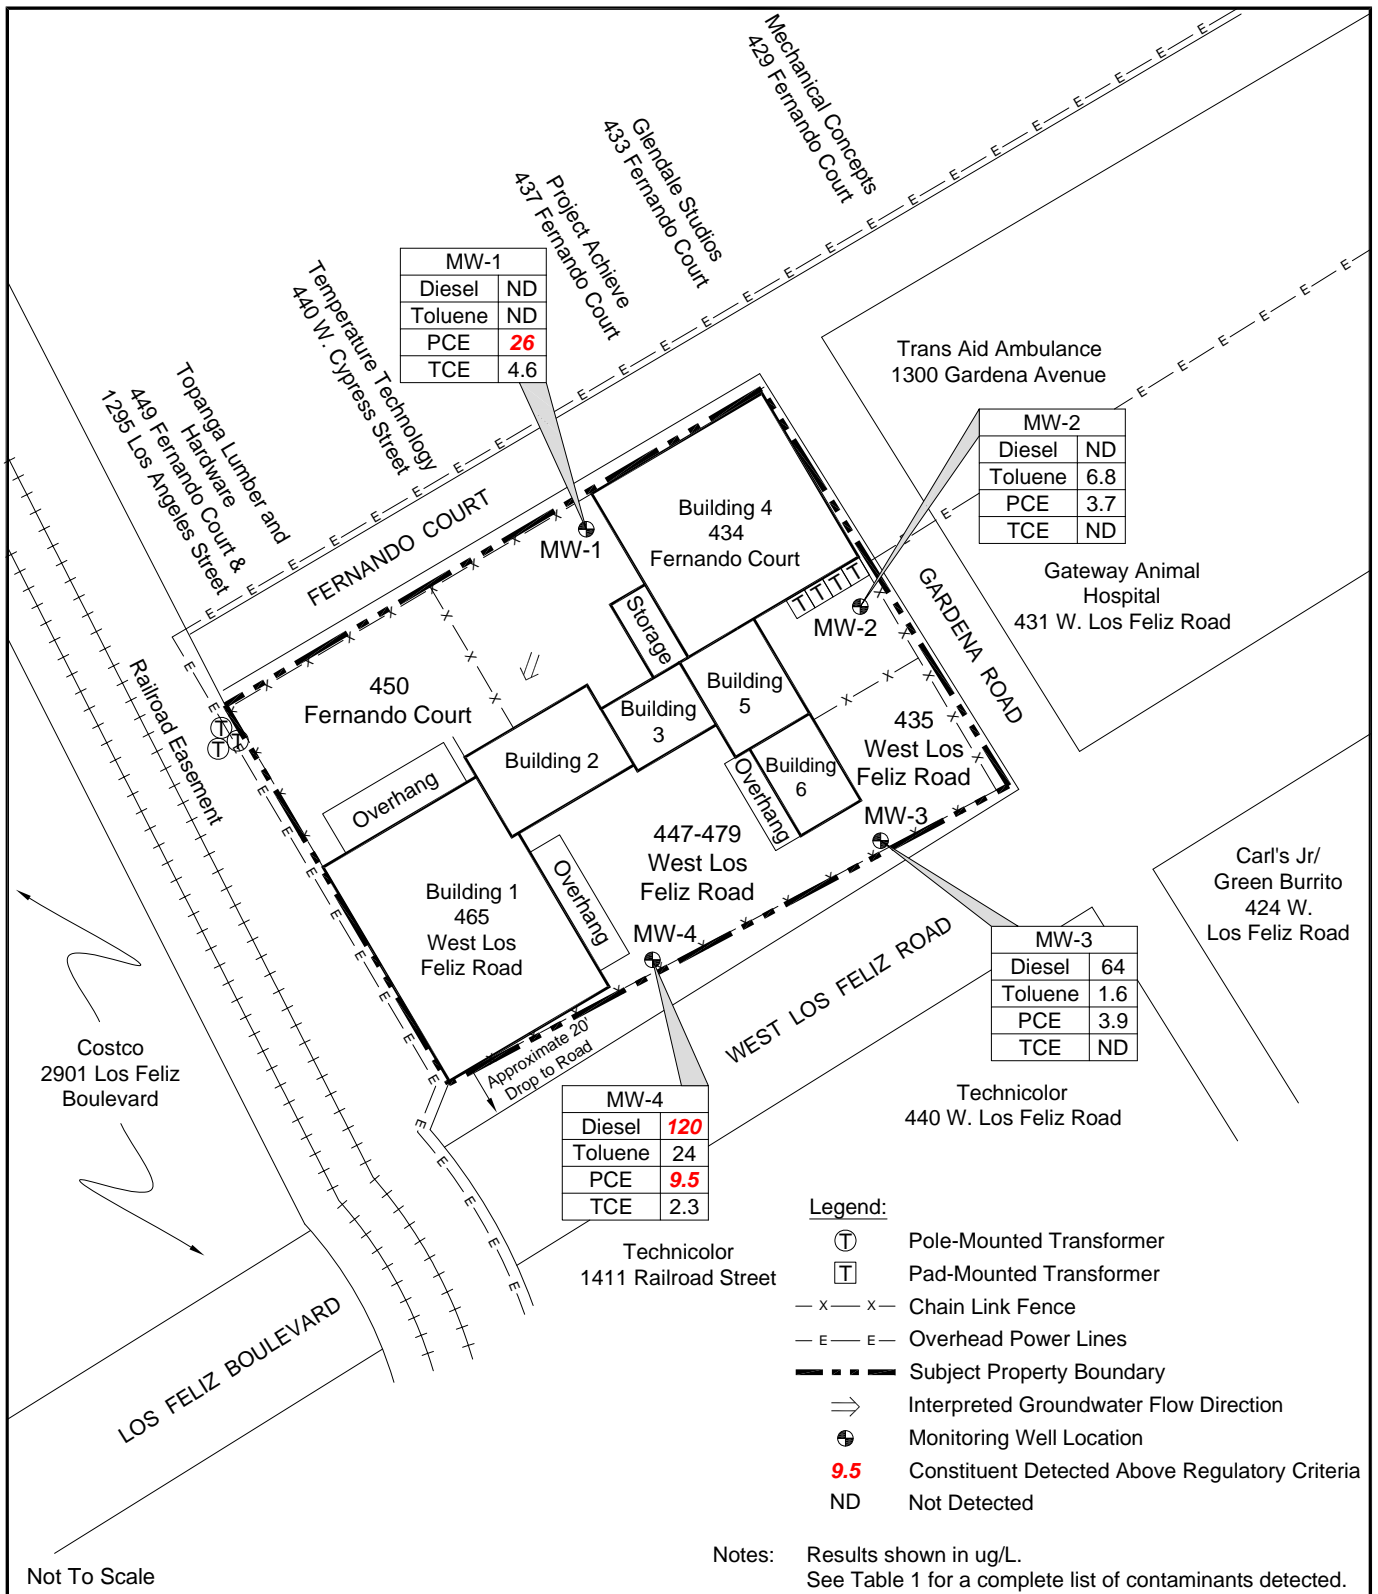 Mechanical Concepts
429 Fernando Court
Glendale Studios
433 Fernando Court
Project Achieve
437 Fernando Court
Temperature Technology
440 W. Cypress Street
Topanga Lumber and
Hardware
449 Fernando Court &
1295 Los Angeles Street
MW-1
Diesel ND
Toluene ND
PCE 26
TCE 4.6
Trans Aid Ambulance
1300 Gardena Avenue
MW-2
Diesel ND
Toluene 6.8
PCE 3.7
TCE ND
Gateway Animal
Hospital
431 W. Los Feliz Road
FERNANDO COURT
GARDENA ROAD
MW-1
Building 4
434
Fernando Court
T T T T
MW-2
Storage
450
Fernando Court
Building
5
Building
3
Building 2
435
West Los
Feliz Road
Building
6
Overhang
Overhang
T
T
T
Railroad Easement
447-479
West Los
Feliz Road
MW-3
Building 1
465
West Los
Feliz Road
Overhang
MW-4
Carl's Jr/
Green Burrito
424 W.
Los Feliz Road
WEST LOS FELIZ ROAD
MW-3
Diesel 64
Toluene 1.6
PCE 3.9
TCE ND
Approximate 20'
Drop to Road
Costco
2901 Los Feliz
Boulevard
Technicolor
440 W. Los Feliz Road
MW-4
Diesel 120
Toluene 24
PCE 9.5
TCE 2.3
Technicolor
1411 Railroad Street
LOS FELIZ BOULEVARD
Legend:
T Pole-Mounted Transformer
T Pad-Mounted Transformer
X X Chain Link Fence
E E Overhead Power Lines
Subject Property Boundary
Interpreted Groundwater Flow Direction
Monitoring Well Location
9.5 Constituent Detected Above Regulatory Criteria
ND Not Detected
Notes: Results shown in ug/L.
See Table 1 for a complete list of contaminants detected.
Not To Scale